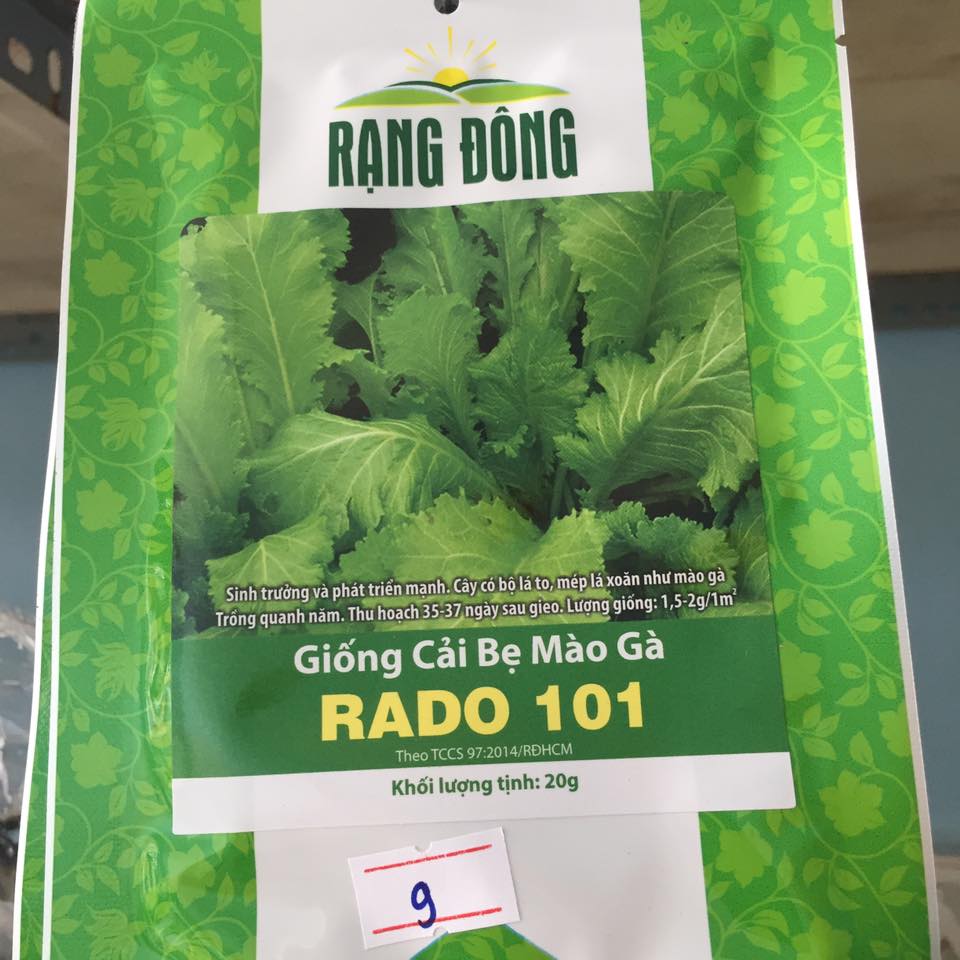 RẠNG ĐÔNG
Sinh trưởng và phát triển mạnh. Cây có bộ lá to, mép lá xoăn như mào gà
Trồng quanh năm. Thu hoạch 35-37 ngày sau gieo. Lượng giống: 1,5-2g/1m²
Giống Cải Bẹ Mào Gà
RADO 101
Theo TCCS 97:2014/RĐHCM
Khối lượng tịnh: 20g
9